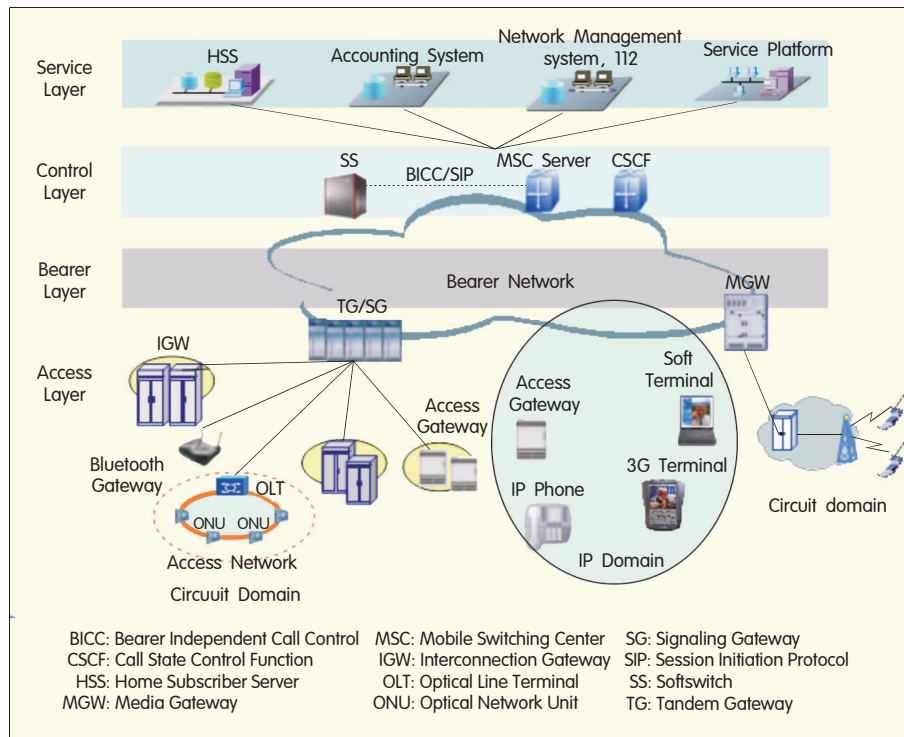 Service Layer
HSS
Accounting System
Network Management
system, 112
Service Platform
Control Layer
SS
BICC/SIP
MSC Server
CSCF
Bearer Layer
Bearer Network
TG/SG
MGW
Access Layer
IGW
Bluetooth
Gateway
OLT
ONU
ONU
Access Network
Circuuit Domain
Access
Gateway
Access
Gateway
IP Phone
Soft
Terminal
3G Terminal
IP Domain
Circuit domain
BICC: Bearer Independent Call Control
CSCF: Call State Control Function
HSS: Home Subscriber Server
MGW: Media Gateway
MSC: Mobile Switching Center
IGW: Interconnection Gateway
OLT: Optical Line Terminal
ONU: Optical Network Unit
SG: Signaling Gateway
SIP: Session Initiation Protocol
SS: Softswitch
TG: Tandem Gateway